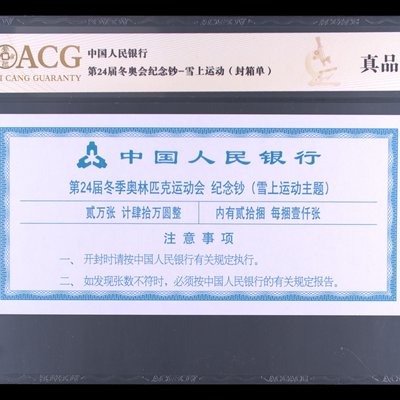 ACG
I CANG GUARANTY
中国人民银行
第24届冬奥会纪念钞-雪上运动（封箱单）
真品
中国人民银行
第24届冬季奥林匹克运动会 纪念钞（雪上运动主题）
贰万张 计肆拾万圆整 内有贰拾捆 每捆壹仟张
注意事项
一、开封时请按中国人民银行有关规定执行。
二、如发现张数不符时，必须按中国人民银行的有关规定报告。